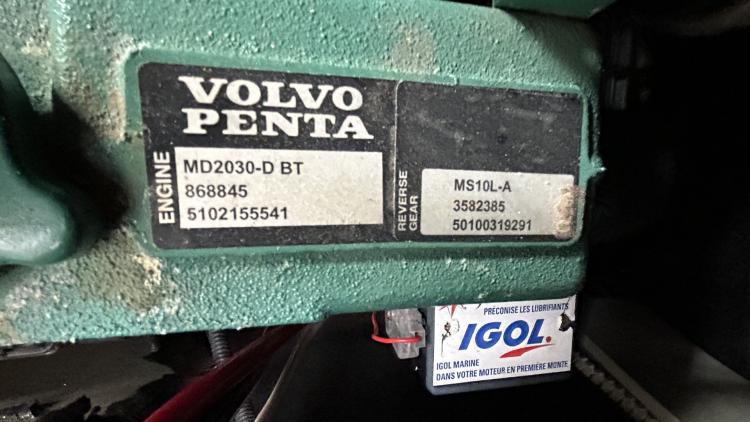 VOLVO
PENTA
ENGINE
MD2030-D BT
868845
5102155541
REVERSE
GEAR
MS10L-A
3582385
50100319291
PRÉCONISE LES LUBRIFIANTS
IGOL.
IGOL MARINE
DANS VOTRE MOTEUR EN PREMIÈRE MONTE